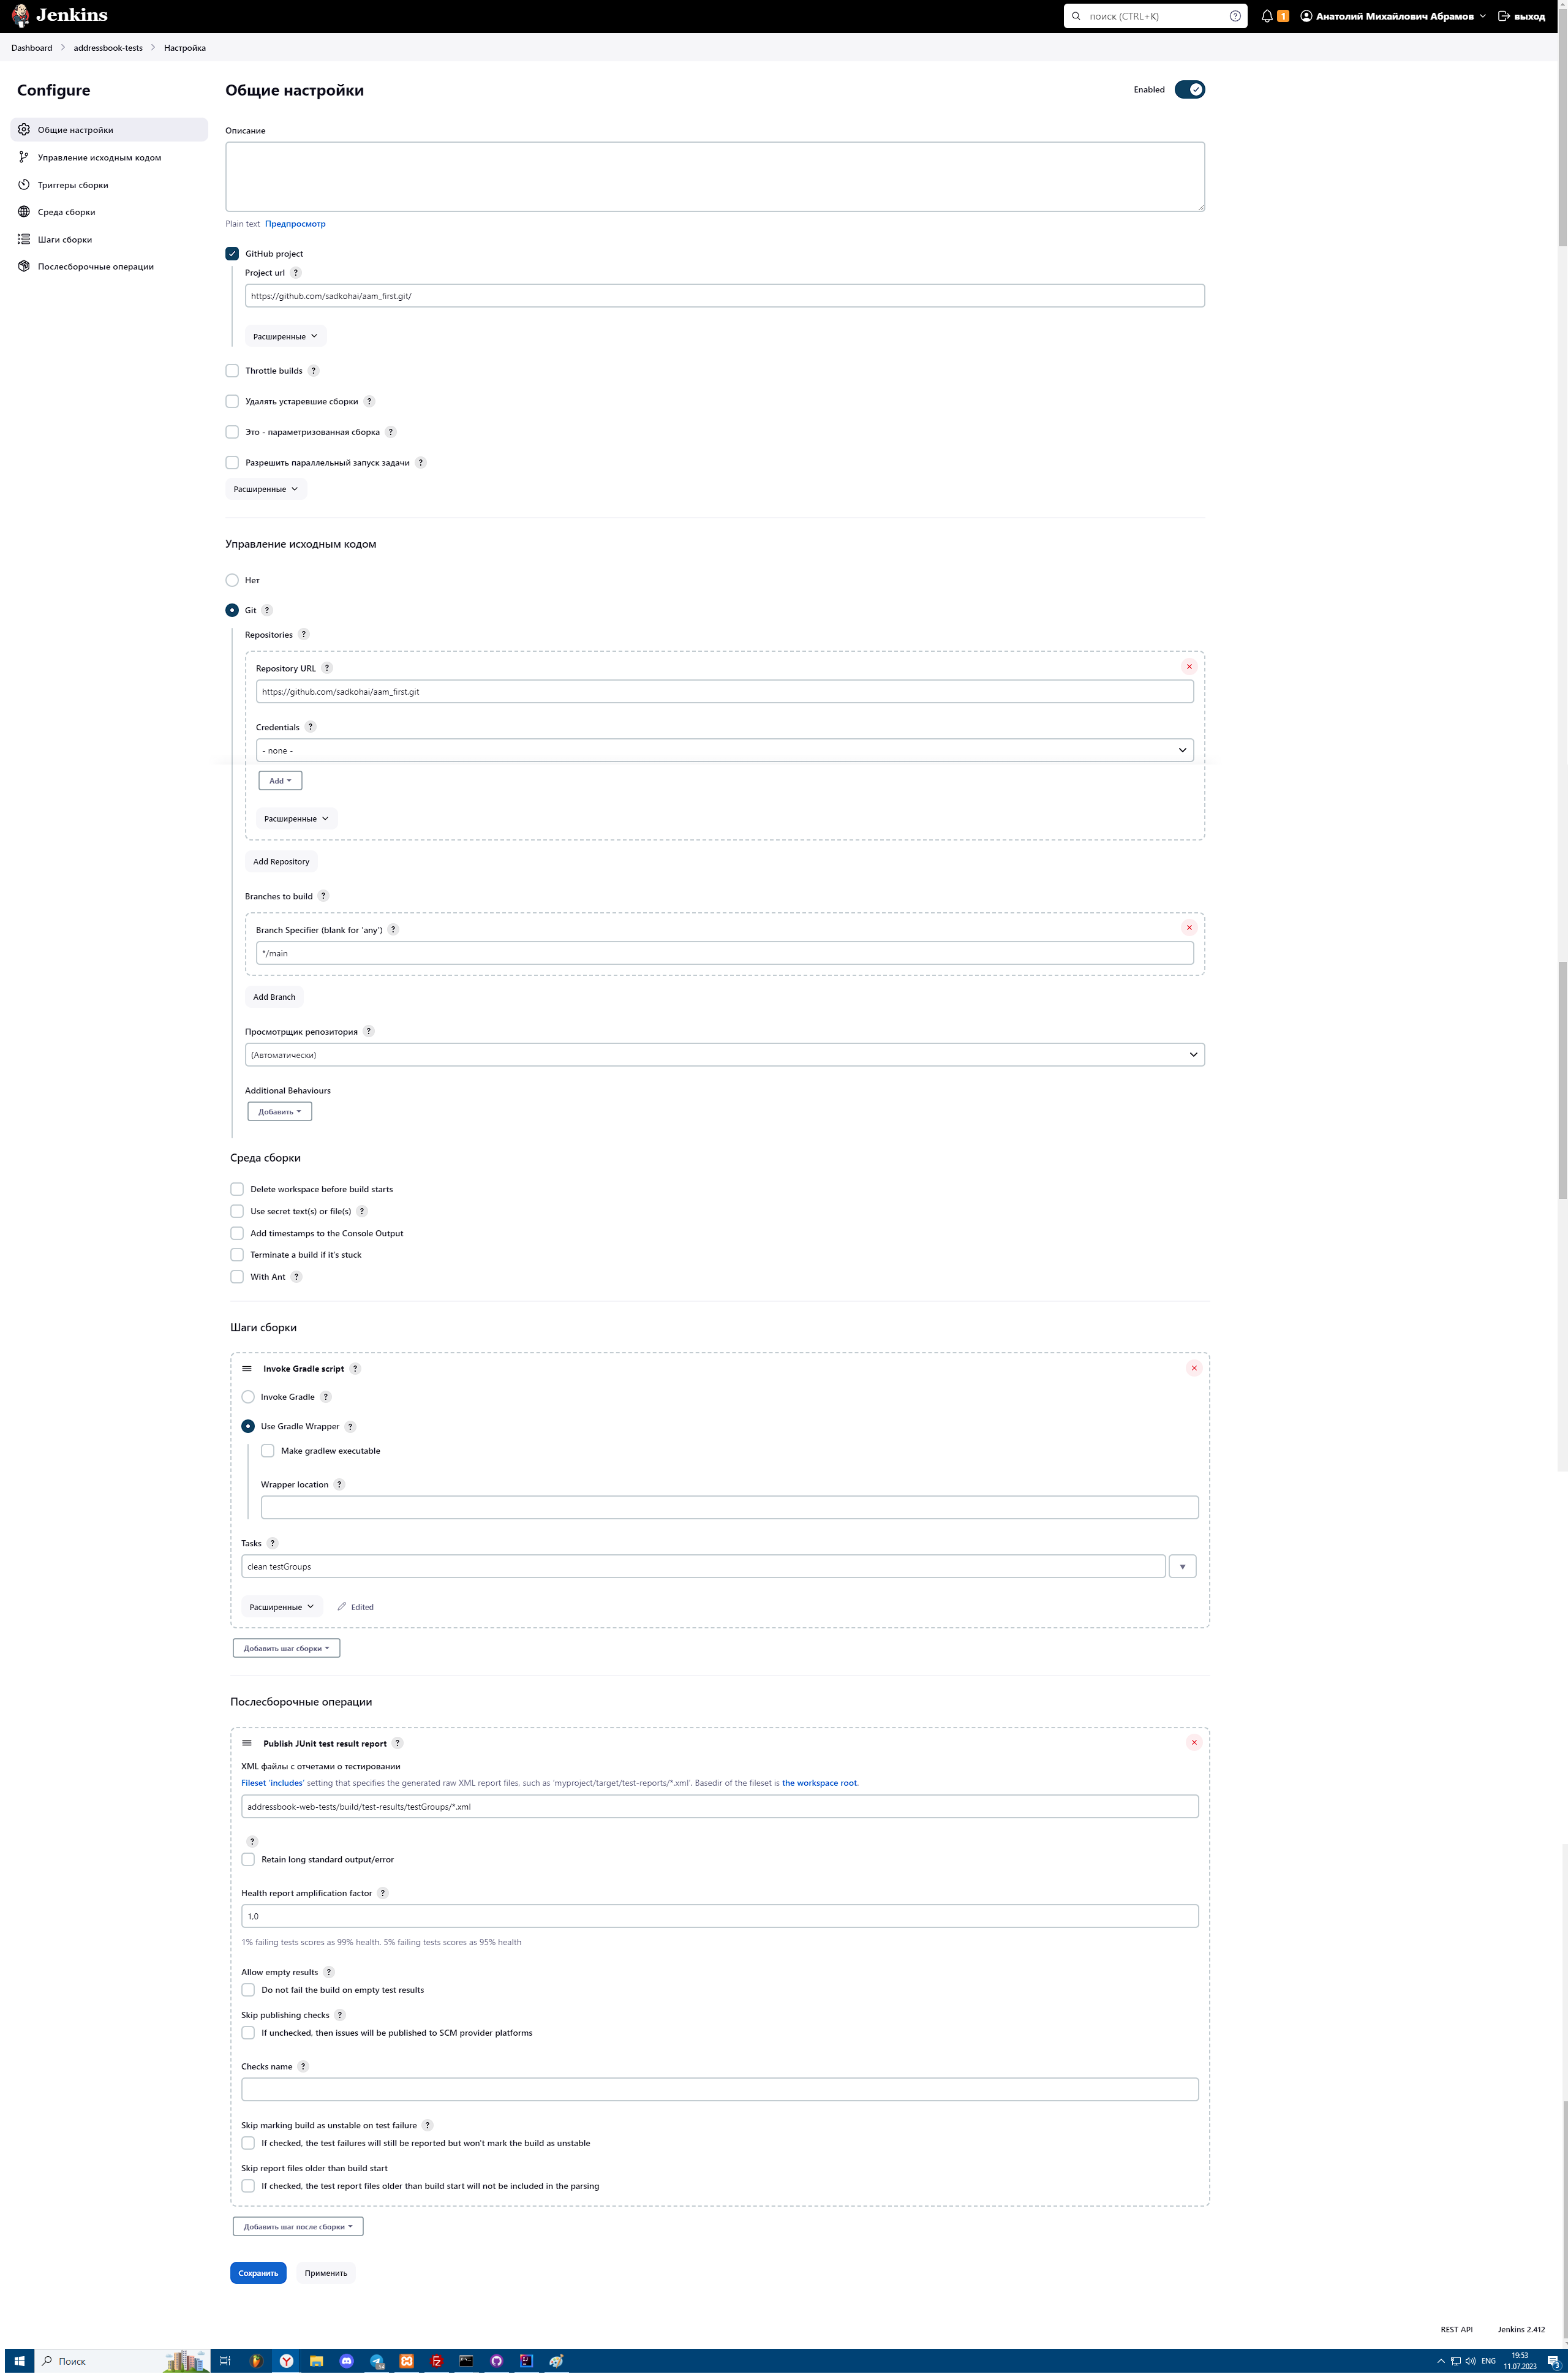 Jenkins
поиск (CTRL+K)
1
Анатолий Михайлович Абрамов
выход
Dashboard
addressbook-tests
Настройка
Configure
Общие настройки
Управление исходным кодом
Триггеры сборки
Среда сборки
Шаги сборки
Послесборочные операции
Общие настройки
Enabled
Описание
Plain text Предпросмотр
GitHub project
Project url ?
https://github.com/sadkohai/aam_first.git/
Расширенные
Throttle builds ?
Удалять устаревшие сборки ?
Это - параметризованная сборка ?
Разрешить параллельный запуск задачи ?
Расширенные
Управление исходным кодом
Нет
Git ?
Repositories ?
Repository URL ?
https://github.com/sadkohai/aam_first.git
Credentials ?
- none -
Add
Расширенные
Add Repository
Branches to build ?
Branch Specifier (blank for 'any') ?
*/main
Add Branch
Просмотрщик репозитория ?
(Автоматически)
Additional Behaviours
Добавить
Среда сборки
Delete workspace before build starts
Use secret text(s) or file(s) ?
Add timestamps to the Console Output
Terminate a build if it's stuck
With Ant ?
Шаги сборки
Invoke Gradle script ?
Invoke Gradle ?
Use Gradle Wrapper ?
Make gradlew executable
Wrapper location ?
Tasks ?
clean testGroups
Расширенные
Edited
Добавить шаг сборки
Послесборочные операции
Publish JUnit test result report ?
XML файлы с отчетами о тестировании
Fileset 'includes' setting that specifies the generated raw XML report files, such as 'myproject/target/test-reports/*.xml'. Basedir of the fileset is the workspace root.
addressbook-web-tests/build/test-results/testGroups/*.xml
?
Retain long standard output/error
Health report amplification factor ?
1.0
1% failing tests scores as 99% health. 5% failing tests scores as 95% health
Allow empty results ?
Do not fail the build on empty test results
Skip publishing checks ?
If unchecked, then issues will be published to SCM provider platforms
Checks name ?
Skip marking build as unstable on test failure ?
If checked, the test failures will still be reported but won't mark the build as unstable
Skip report files older than build start
If checked, the test report files older than build start will not be included in the parsing
Добавить шаг после сборки
Сохранить
Применить
REST API
Jenkins 2.412
Поиск
ENG
19:53
11.07.2023
3